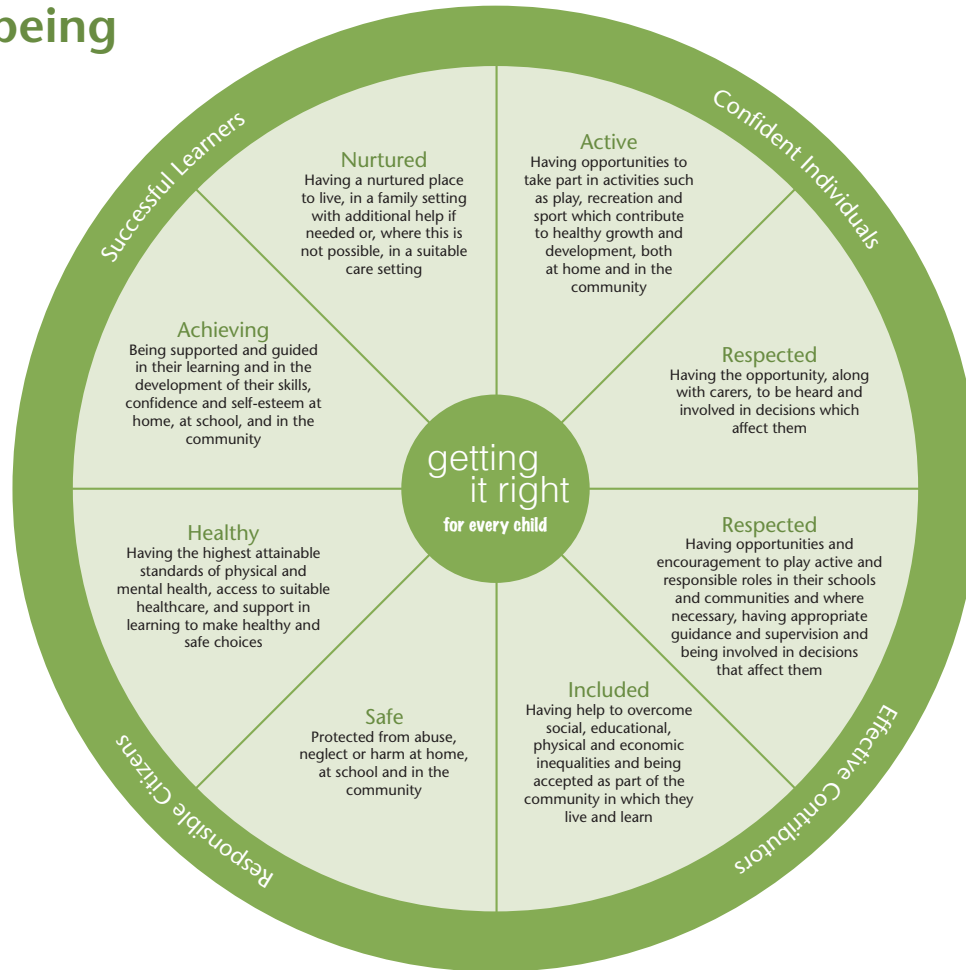 being
Successful Learners
Confident Individuals
Nurtured
Having a nurtured place
to live, in a family setting
with additional help if
needed or, where this is
not possible, in a suitable
care setting
Active
Having opportunities to
take part in activities such
as play, recreation and
sport which contribute
to healthy growth and
development, both
at home and in the
community
Achieving
Being supported and guided
in their learning and in the
development of their skills,
confidence and self-esteem at
home, at school, and in the
community
Respected
Having the opportunity, along
with carers, to be heard and
involved in decisions which
affect them
getting
it right
for every child
Healthy
Having the highest attainable
standards of physical and
mental health, access to suitable
healthcare, and support in
learning to make healthy and
safe choices
Respected
Having opportunities and
encouragement to play active and
responsible roles in their schools
and communities and where
necessary, having appropriate
guidance and supervision and
being involved in decisions
that affect them
Safe
Protected from abuse,
neglect or harm at home,
at school and in the
community
Included
Having help to overcome
social, educational,
physical and economic
inequalities and being
accepted as part of the
community in which they
live and learn
Responsible Citizens
Effective Contributors